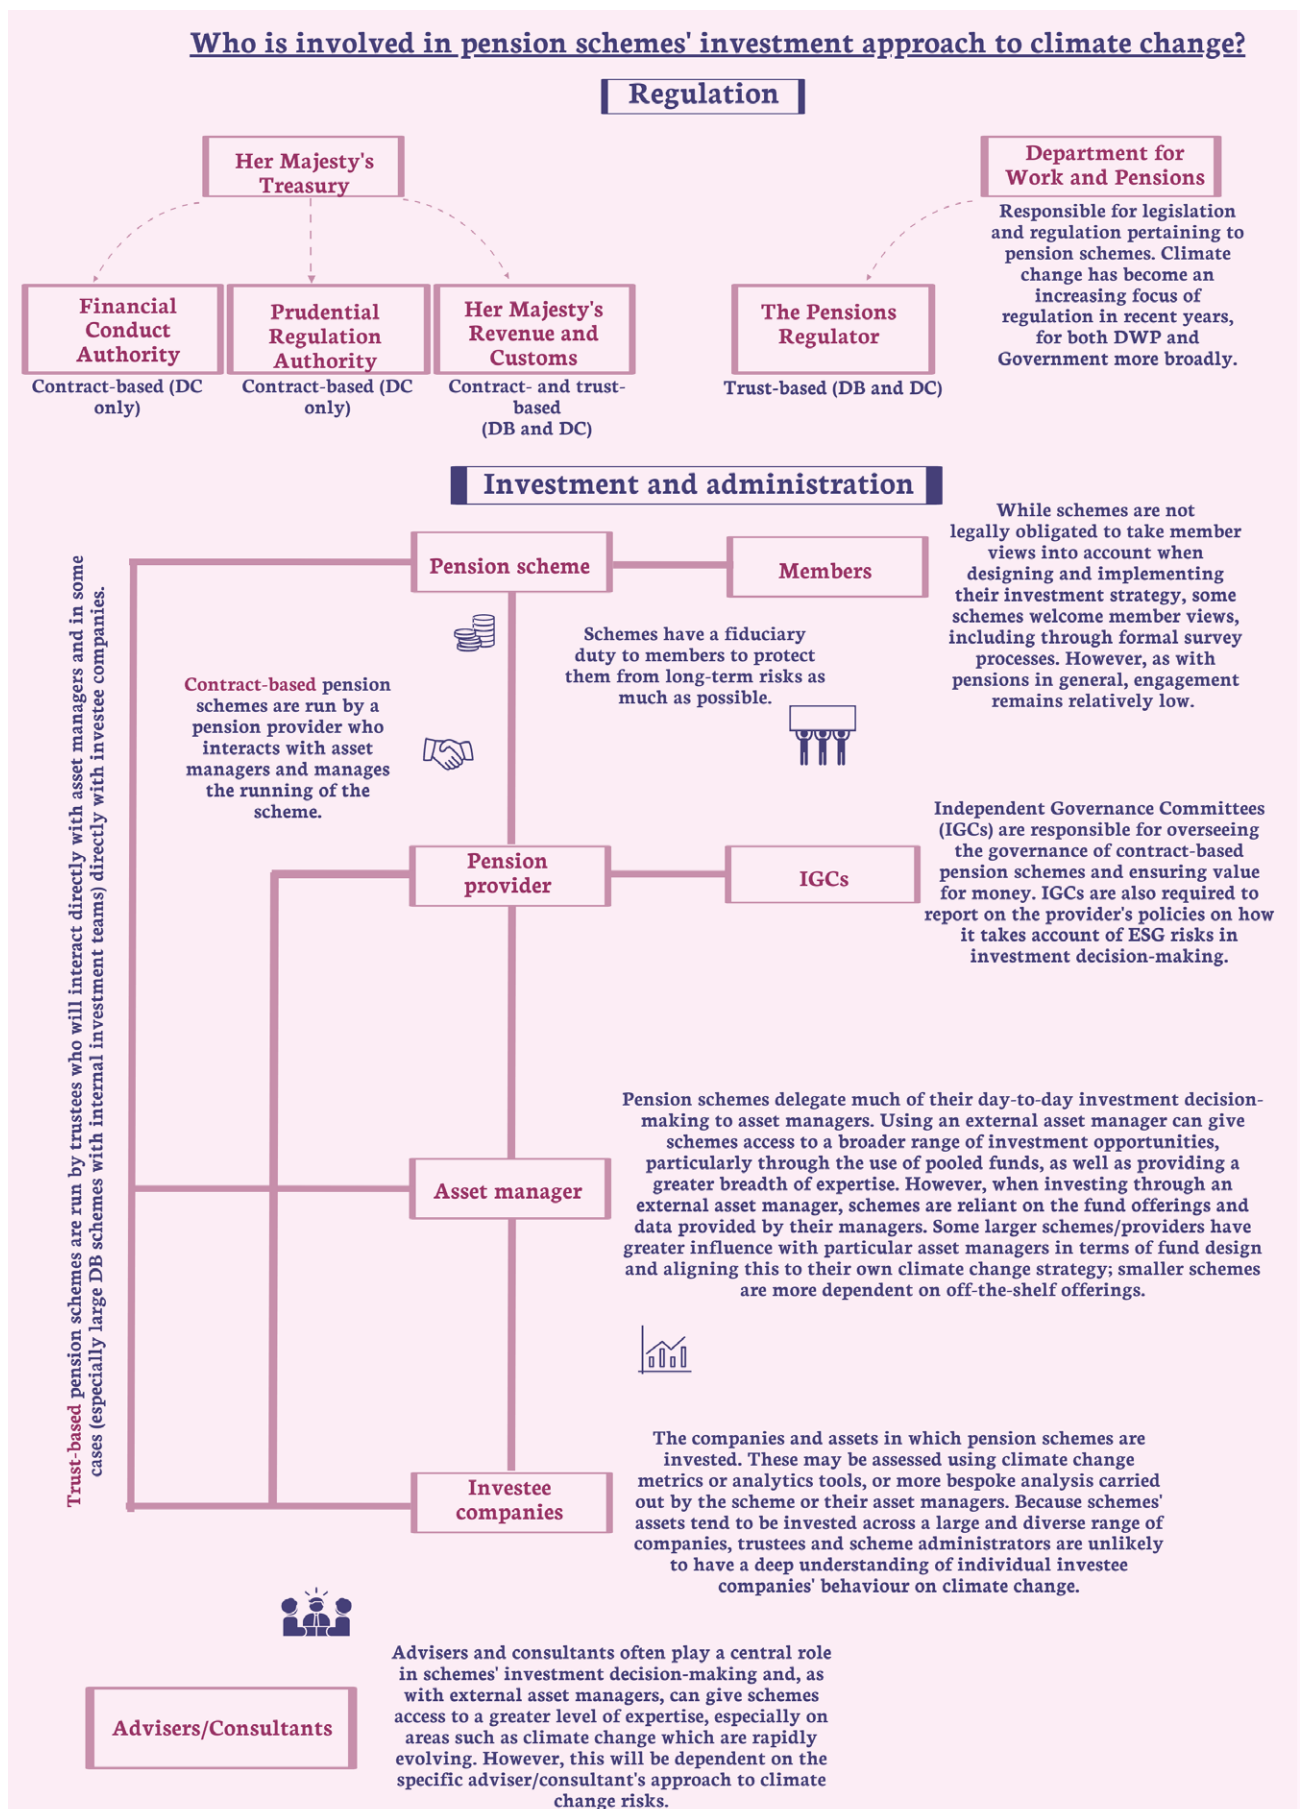 Who is involved in pension schemes' investment approach to climate change?
Regulation
Her Majesty's
Treasury
Department for
Work and Pensions
Responsible for legislation
and regulation pertaining to
pension schemes. Climate
change has become an
increasing focus of
regulation in recent years,
for both DWP and
Government more broadly.
Financial
Conduct
Authority
Contract-based (DC
only)
Prudential
Regulation
Authority
Contract-based (DC
only)
Her Majesty's
Revenue and
Customs
Contract- and trust-
based
(DB and DC)
The Pensions
Regulator
Trust-based (DB and DC)
Investment and administration
Pension scheme
Members
While schemes are not
legally obligated to take member
views into account when
designing and implementing
their investment strategy, some
schemes welcome member views,
including through formal survey
processes. However, as with
pensions in general, engagement
remains relatively low.
Schemes have a fiduciary
duty to members to protect
them from long-term risks as
much as possible.
Contract-based pension
schemes are run by a
pension provider who
interacts with asset
managers and manages
the running of the
scheme.
Trust-based pension schemes are run by trustees who will interact directly with asset managers and in some
cases (especially large DB schemes with internal investment teams) directly with investee companies.
Pension
provider
IGCs
Independent Governance Committees
(IGCs) are responsible for overseeing
the governance of contract-based
pension schemes and ensuring value
for money. IGCs are also required to
report on the provider's policies on how
it takes account of ESG risks in
investment decision-making.
Asset manager
Pension schemes delegate much of their day-to-day investment decision-
making to asset managers. Using an external asset manager can give
schemes access to a broader range of investment opportunities,
particularly through the use of pooled funds, as well as providing a
greater breadth of expertise. However, when investing through an
external asset manager, schemes are reliant on the fund offerings and
data provided by their managers. Some larger schemes/providers have
greater influence with particular asset managers in terms of fund design
and aligning this to their own climate change strategy; smaller schemes
are more dependent on off-the-shelf offerings.
Investee
companies
The companies and assets in which pension schemes are
invested. These may be assessed using climate change
metrics or analytics tools, or more bespoke analysis carried
out by the scheme or their asset managers. Because schemes'
assets tend to be invested across a large and diverse range of
companies, trustees and scheme administrators are unlikely
to have a deep understanding of individual investee
companies' behaviour on climate change.
Advisers/Consultants
Advisers and consultants often play a central role
in schemes' investment decision-making and, as
with external asset managers, can give schemes
access to a greater level of expertise, especially on
areas such as climate change which are rapidly
evolving. However, this will be dependent on the
specific adviser/consultant's approach to climate
change risks.